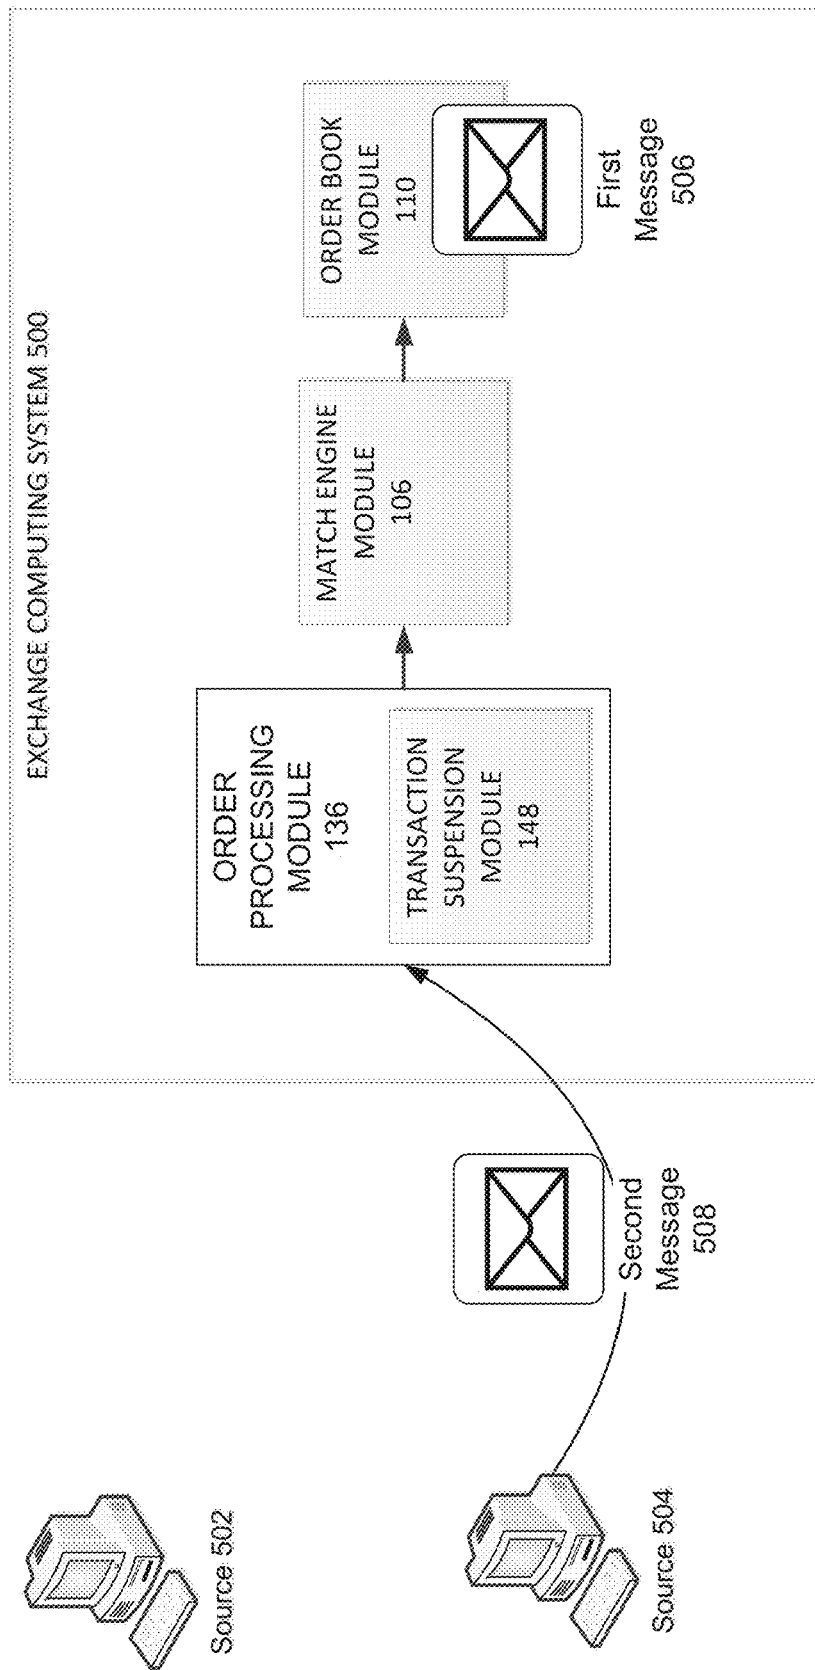 EXCHANGE COMPUTING SYSTEM 500
Source 502
Source 504
Second
Message
508
ORDER
PROCESSING
MODULE
136
TRANSACTION
SUSPENSION
MODULE
148
MATCH ENGINE
MODULE
106
ORDER BOOK
MODULE
110
First
Message
506